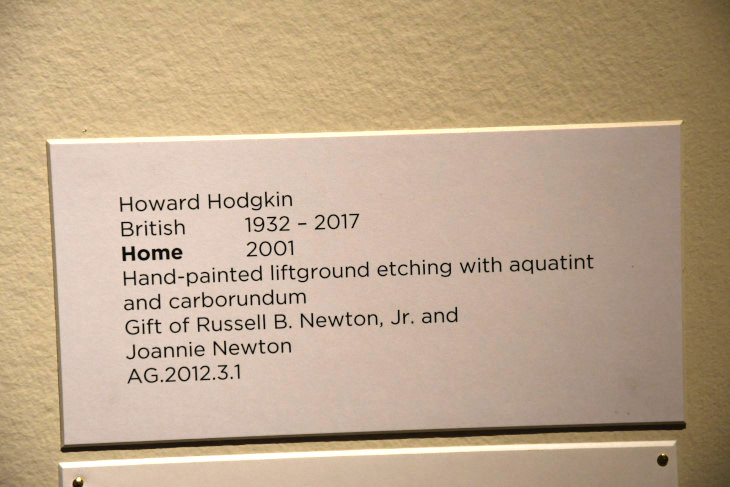 Howard Hodgkin
British 1932 – 2017
Home 2001
Hand-painted liftground etching with aquatint
and carborundum
Gift of Russell B. Newton, Jr. and
Joannie Newton
AG.2012.3.1